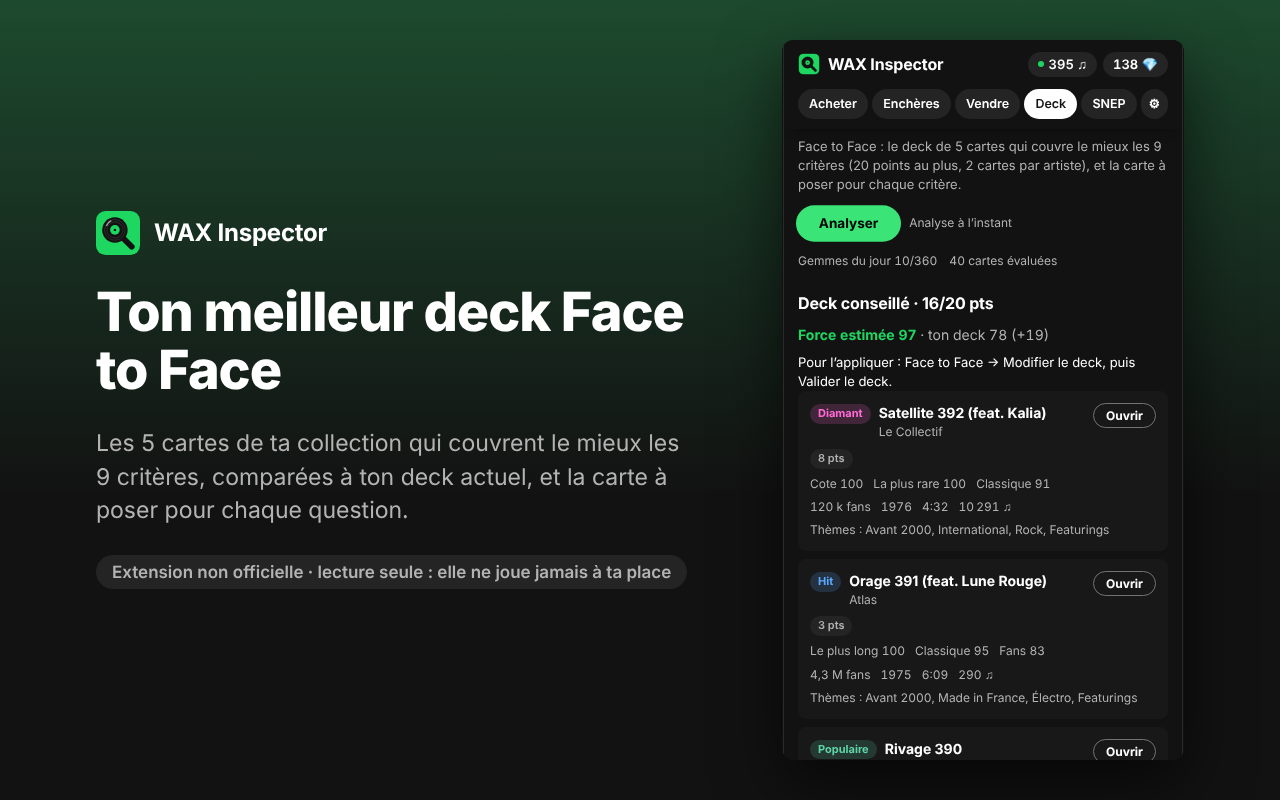 WAX Inspector
Ton meilleur deck Face
to Face
Les 5 cartes de ta collection qui couvrent le mieux les
9 critères, comparées à ton deck actuel, et la carte à
poser pour chaque question.
Extension non officielle · lecture seule : elle ne joue jamais à ta place
WAX Inspector
395 ♫
138 💎
Acheter
Enchères
Vendre
Deck
SNEP
⚙
Face to Face : le deck de 5 cartes qui couvre le mieux les 9
critères (20 points au plus, 2 cartes par artiste), et la carte à
poser pour chaque critère.
Analyser
Analyse à l’instant
Gemmes du jour 10/360 40 cartes évaluées
Deck conseillé · 16/20 pts
Force estimée 97 · ton deck 78 (+19)
Pour l’appliquer : Face to Face → Modifier le deck, puis
Valider le deck.
Diamant
Satellite 392 (feat. Kalia)
Ouvrir
Le Collectif
8 pts
Cote 100 La plus rare 100 Classique 91
120 k fans 1976 4:32 10 291 ♫
Thèmes : Avant 2000, International, Rock, Featurings
Hit
Orage 391 (feat. Lune Rouge)
Ouvrir
Atlas
3 pts
Le plus long 100 Classique 95 Fans 83
4,3 M fans 1975 6:09 290 ♫
Thèmes : Avant 2000, Made in France, Électro, Featurings
Populaire
Rivage 390
Ouvrir